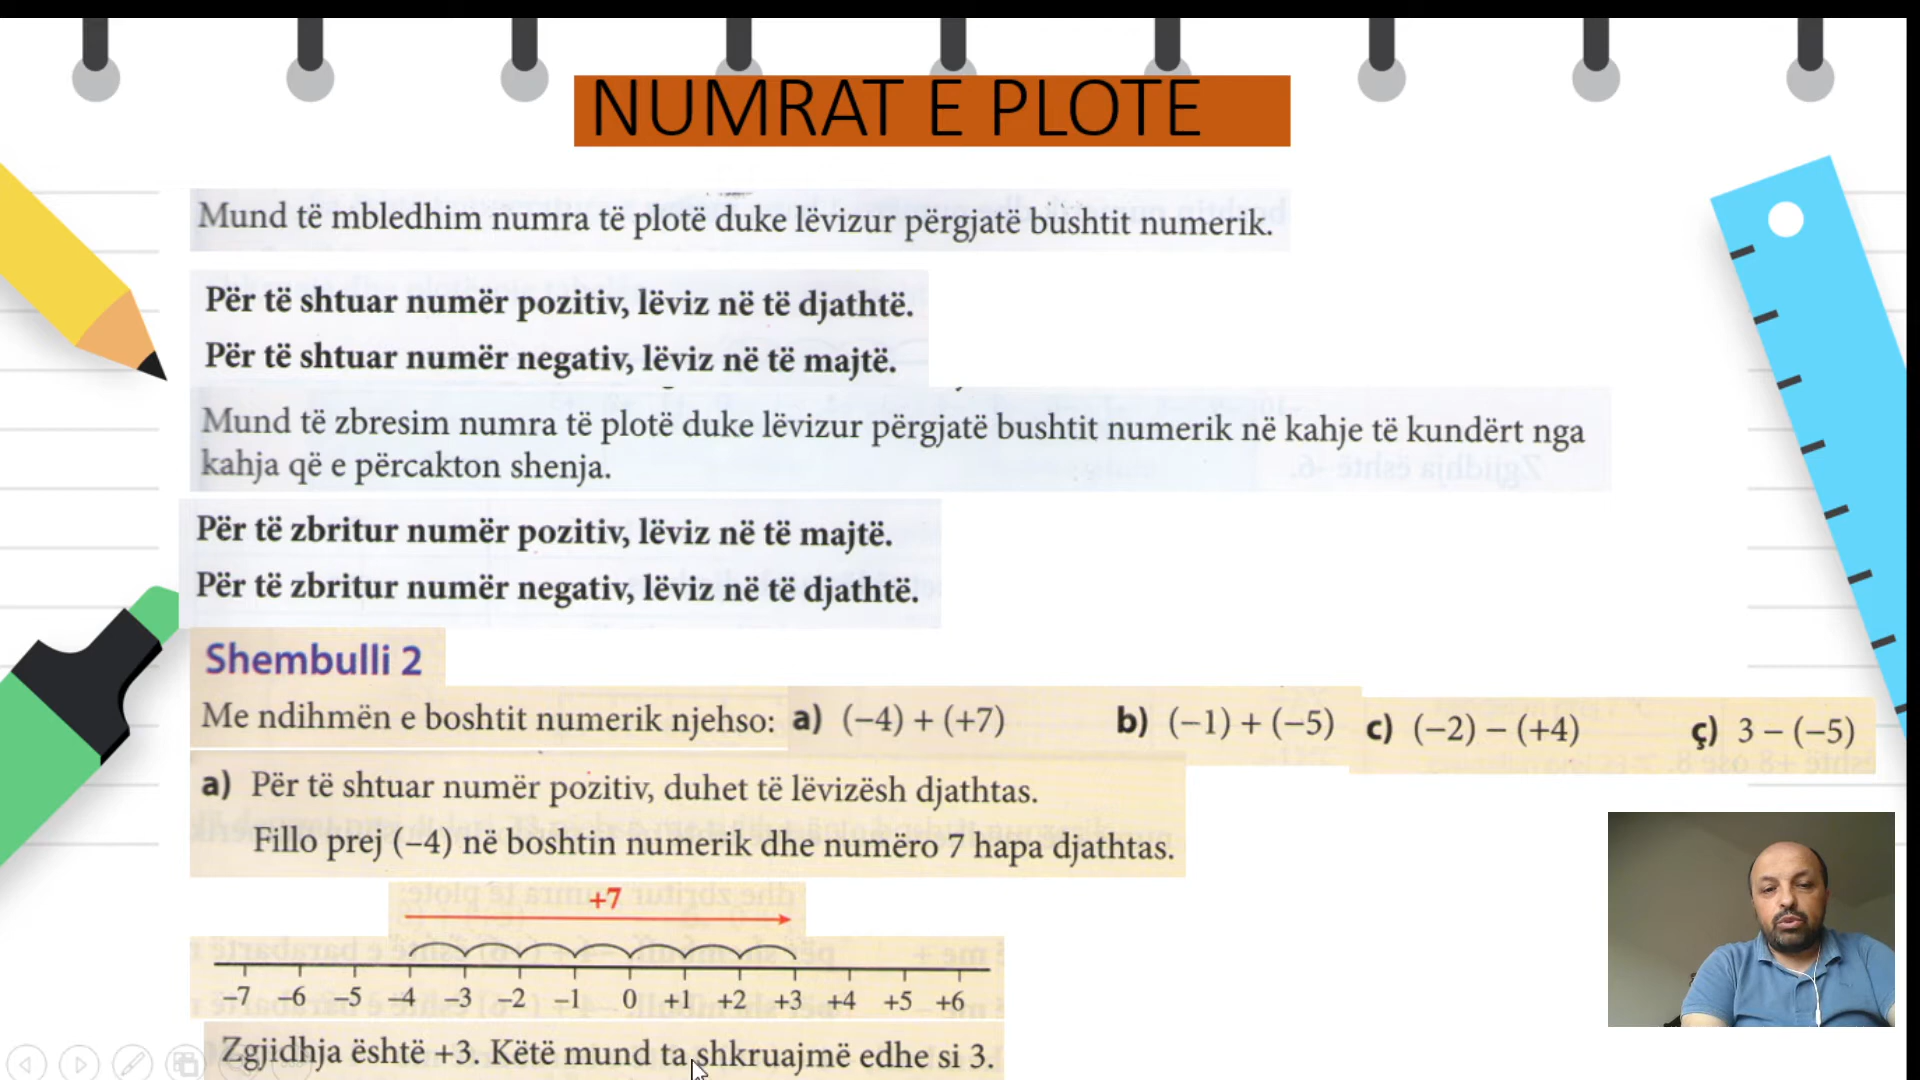 NUMRAT E PLOTE
Mund të mbledhim numra të plotë duke lëvizur përgjatë bushtit numerik.
Për të shtuar numër pozitiv, lëviz në të djathtë.
Për të shtuar numër negativ, lëviz në të majtë.
Mund të zbresim numra të plotë duke lëvizur përgjatë bushtit numerik në kahje të kundërt nga
kahja që e përcakton shenja.
Për të zbritur numër pozitiv, lëviz në të majtë.
Për të zbritur numër negativ, lëviz në të djathtë.
Shembulli 2
Me ndihmën e boshtit numerik njehso: a) (−4) + (+7) b) (−1) + (−5) c) (−2) − (+4) ç) 3 − (−5)
a) Për të shtuar numër pozitiv, duhet të lëvizësh djathtas.
Fillo prej (−4) në boshtin numerik dhe numëro 7 hapa djathtas.
+7
−7 −6 −5 −4 −3 −2 −1 0 +1 +2 +3 +4 +5 +6
Zgjidhja është +3. Këtë mund ta shkruajmë edhe si 3.